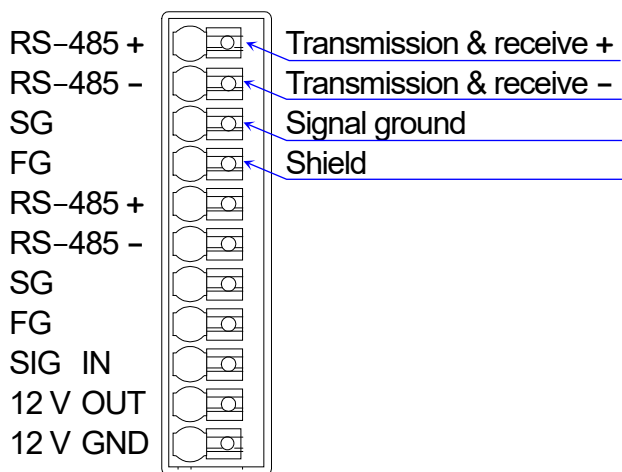 RS-485 + Transmission & receive +
RS-485 - Transmission & receive -
SG Signal ground
FG Shield
RS-485 +
RS-485 -
SG
FG
SIG IN
12 V OUT
12 V GND